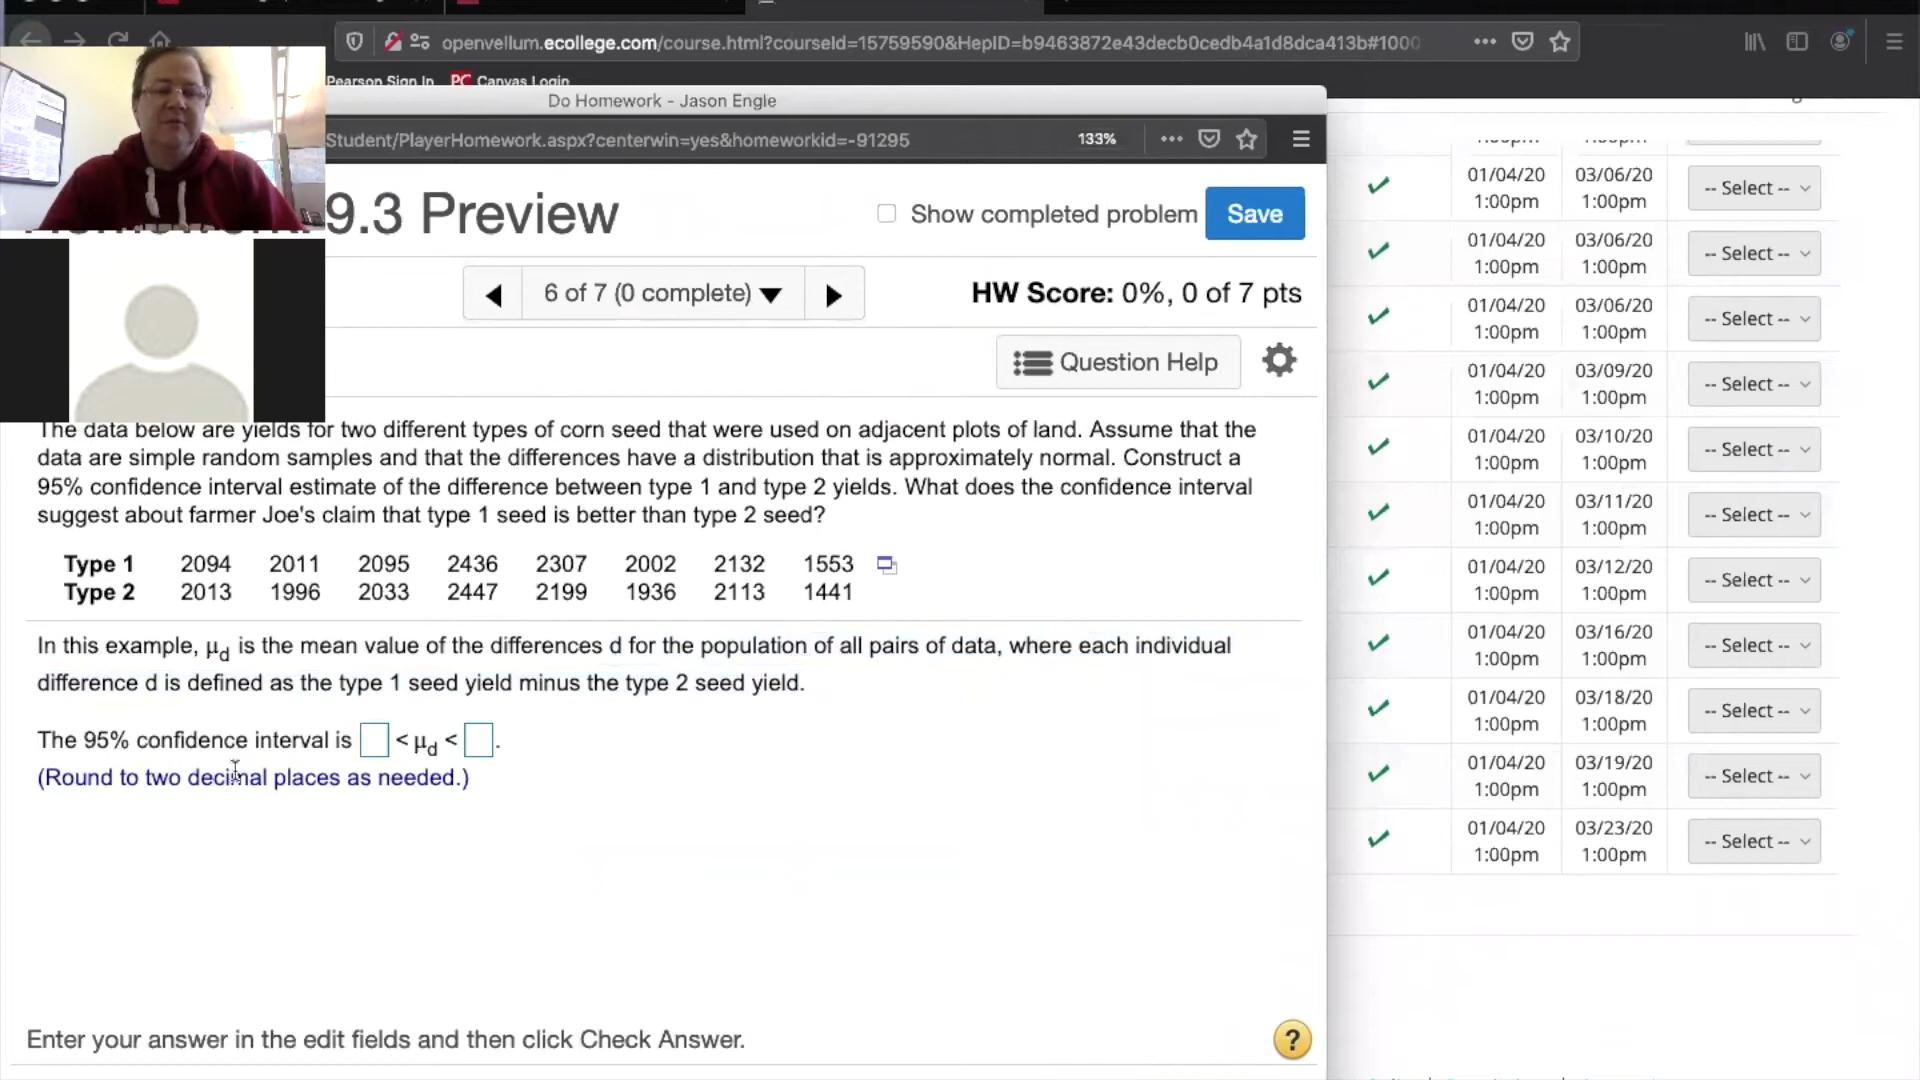 openvellum.ecollege.com/course.html?courseId=15759590&HepID=b9463872e43decb0cedb4a1d8dca413b#1000
Pearson Sign In
PC Canvas Login
Do Homework - Jason Engle
Student/PlayerHomework.aspx?centerwin=yes&homeworkid=-91295
133%
9.3 Preview
Show completed problem
Save
6 of 7 (0 complete)
HW Score: 0%, 0 of 7 pts
Question Help
The data below are yields for two different types of corn seed that were used on adjacent plots of land. Assume that the
data are simple random samples and that the differences have a distribution that is approximately normal. Construct a
95% confidence interval estimate of the difference between type 1 and type 2 yields. What does the confidence interval
suggest about farmer Joe's claim that type 1 seed is better than type 2 seed?
Type 1 2094 2011 2095 2436 2307 2002 2132 1553
Type 2 2013 1996 2033 2447 2199 1936 2113 1441
In this example, μd is the mean value of the differences d for the population of all pairs of data, where each individual
difference d is defined as the type 1 seed yield minus the type 2 seed yield.
The 95% confidence interval is < μd < .
(Round to two decimal places as needed.)
Enter your answer in the edit fields and then click Check Answer.
?
01/04/20 03/06/20 -- Select --
1:00pm 1:00pm
01/04/20 03/06/20 -- Select --
1:00pm 1:00pm
01/04/20 03/06/20 -- Select --
1:00pm 1:00pm
01/04/20 03/09/20 -- Select --
1:00pm 1:00pm
01/04/20 03/10/20 -- Select --
1:00pm 1:00pm
01/04/20 03/11/20 -- Select --
1:00pm 1:00pm
01/04/20 03/12/20 -- Select --
1:00pm 1:00pm
01/04/20 03/16/20 -- Select --
1:00pm 1:00pm
01/04/20 03/18/20 -- Select --
1:00pm 1:00pm
01/04/20 03/19/20 -- Select --
1:00pm 1:00pm
01/04/20 03/23/20 -- Select --
1:00pm 1:00pm